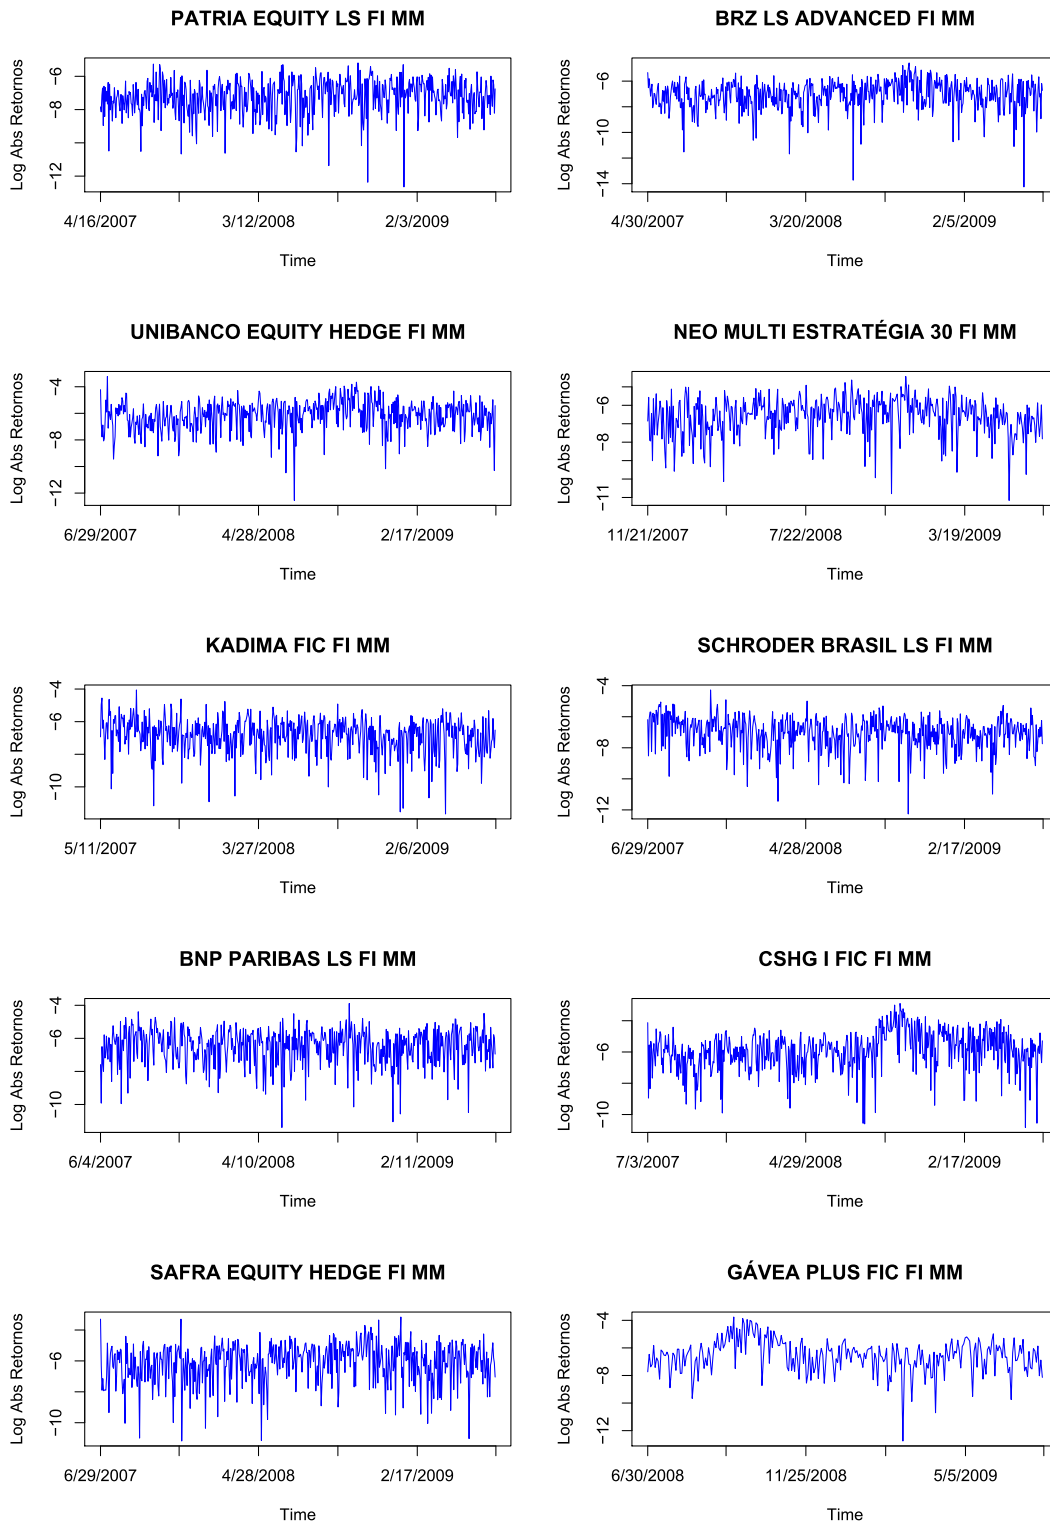 PATRIA EQUITY LS FI MM
Log Abs Retornos
−6
−8
−12
4/16/2007 3/12/2008 2/3/2009
Time
BRZ LS ADVANCED FI MM
Log Abs Retornos
−6
−10
−14
4/30/2007 3/20/2008 2/5/2009
Time
UNIBANCO EQUITY HEDGE FI MM
Log Abs Retornos
−4
−8
−12
6/29/2007 4/28/2008 2/17/2009
Time
NEO MULTI ESTRATÉGIA 30 FI MM
Log Abs Retornos
−6
−8
−11
11/21/2007 7/22/2008 3/19/2009
Time
KADIMA FIC FI MM
Log Abs Retornos
−4
−6
−10
5/11/2007 3/27/2008 2/6/2009
Time
SCHRODER BRASIL LS FI MM
Log Abs Retornos
−4
−8
−12
6/29/2007 4/28/2008 2/17/2009
Time
BNP PARIBAS LS FI MM
Log Abs Retornos
−4
−6
−10
6/4/2007 4/10/2008 2/11/2009
Time
CSHG I FIC FI MM
Log Abs Retornos
−6
−10
7/3/2007 4/29/2008 2/17/2009
Time
SAFRA EQUITY HEDGE FI MM
Log Abs Retornos
−6
−10
6/29/2007 4/28/2008 2/17/2009
Time
GÁVEA PLUS FIC FI MM
Log Abs Retornos
−4
−8
−12
6/30/2008 11/25/2008 5/5/2009
Time